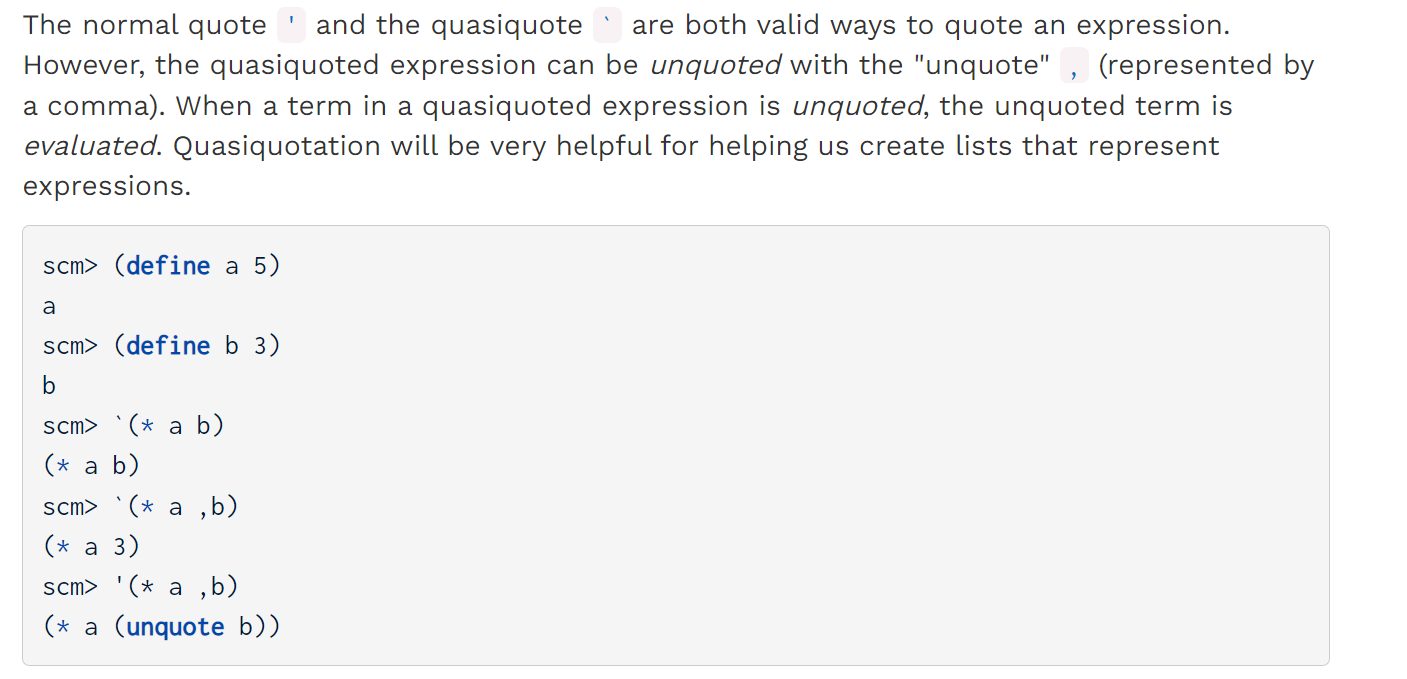 The normal quote ' and the quasiquote ` are both valid ways to quote an expression.
However, the quasiquoted expression can be unquoted with the "unquote" , (represented by
a comma). When a term in a quasiquoted expression is unquoted, the unquoted term is
evaluated. Quasiquotation will be very helpful for helping us create lists that represent
expressions.
scm> (define a 5)
a
scm> (define b 3)
b
scm> `(* a b)
(* a b)
scm> `(* a ,b)
(* a 3)
scm> '(* a ,b)
(* a (unquote b))